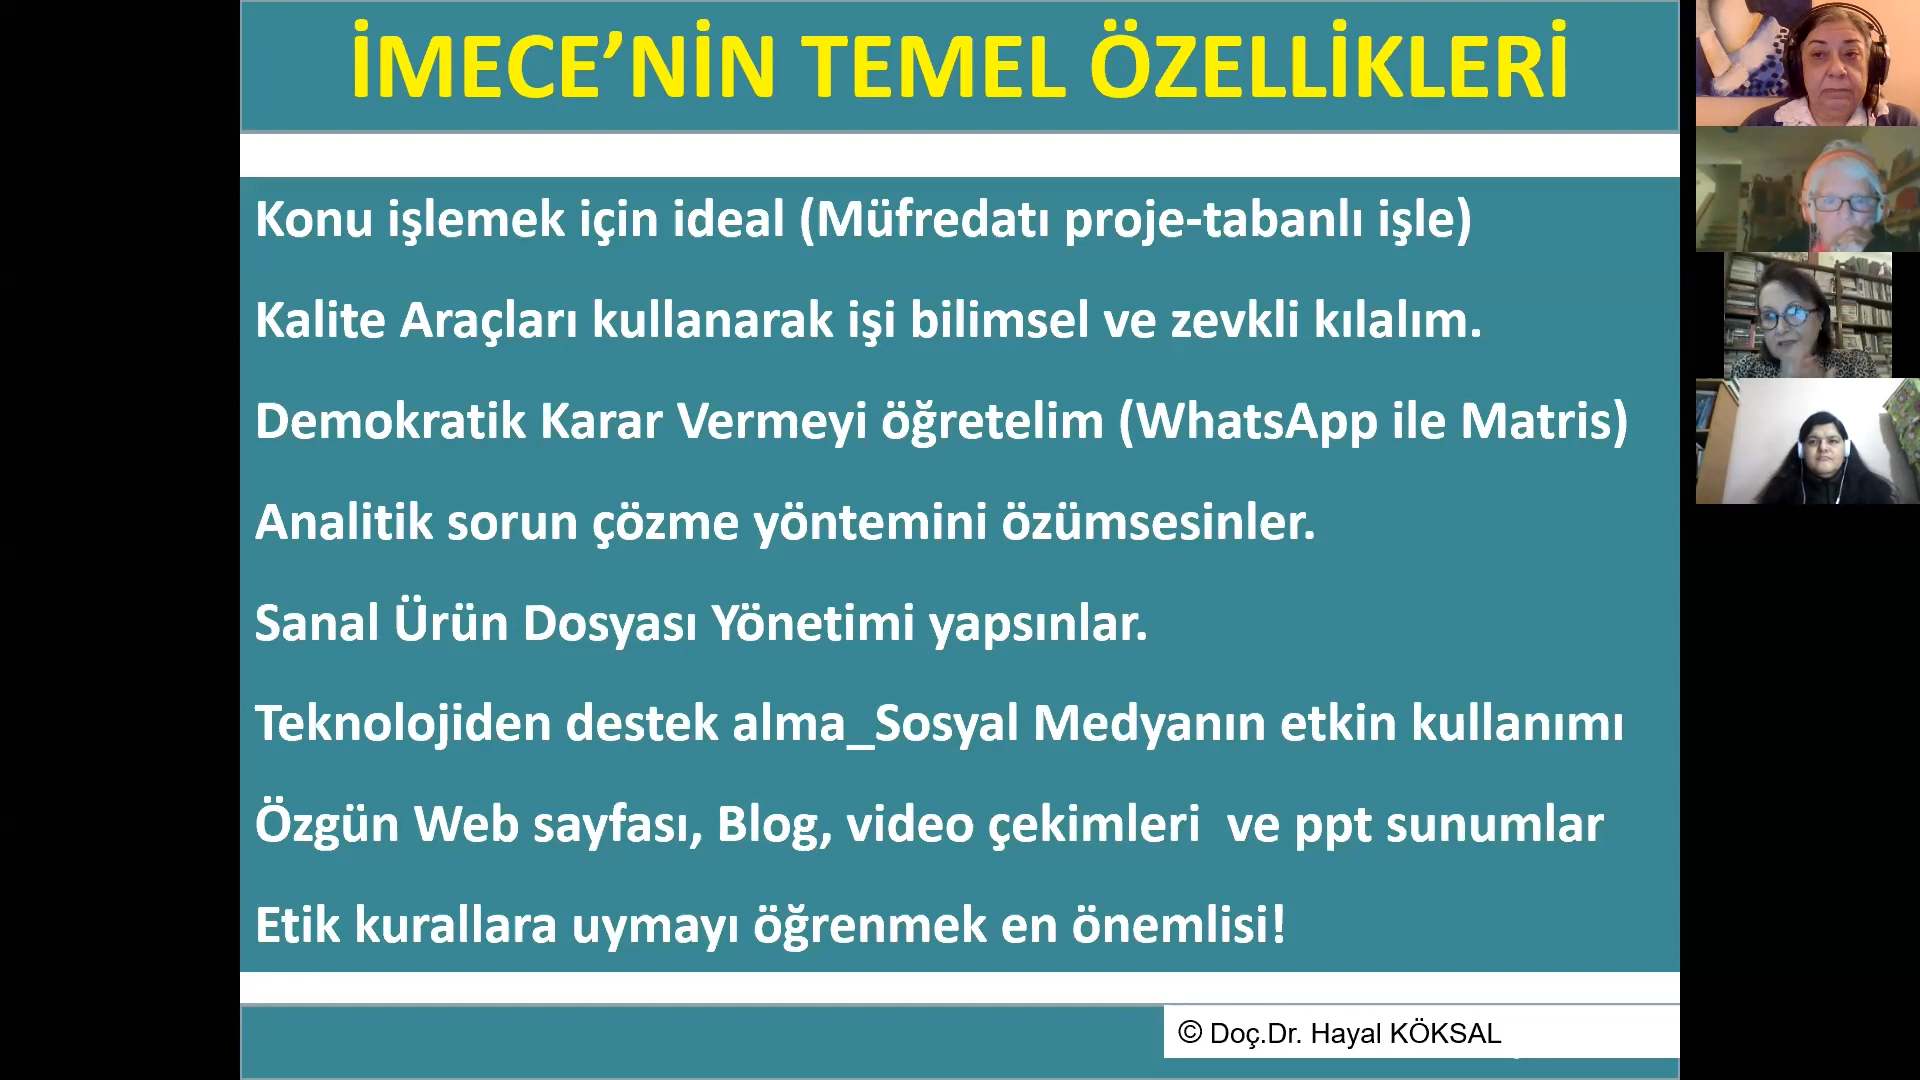 İMECE’NİN TEMEL ÖZELLİKLERİ
Konu işlemek için ideal (Müfredatı proje-tabanlı işle)
Kalite Araçları kullanarak işi bilimsel ve zevkli kılalım.
Demokratik Karar Vermeyi öğretelim (WhatsApp ile Matris)
Analitik sorun çözme yöntemini özümsesinler.
Sanal Ürün Dosyası Yönetimi yapsınlar.
Teknolojiden destek alma_Sosyal Medyanın etkin kullanımı
Özgün Web sayfası, Blog, video çekimleri  ve ppt sunumlar
Etik kurallara uymayı öğrenmek en önemlisi!
© Doç.Dr. Hayal KÖKSAL